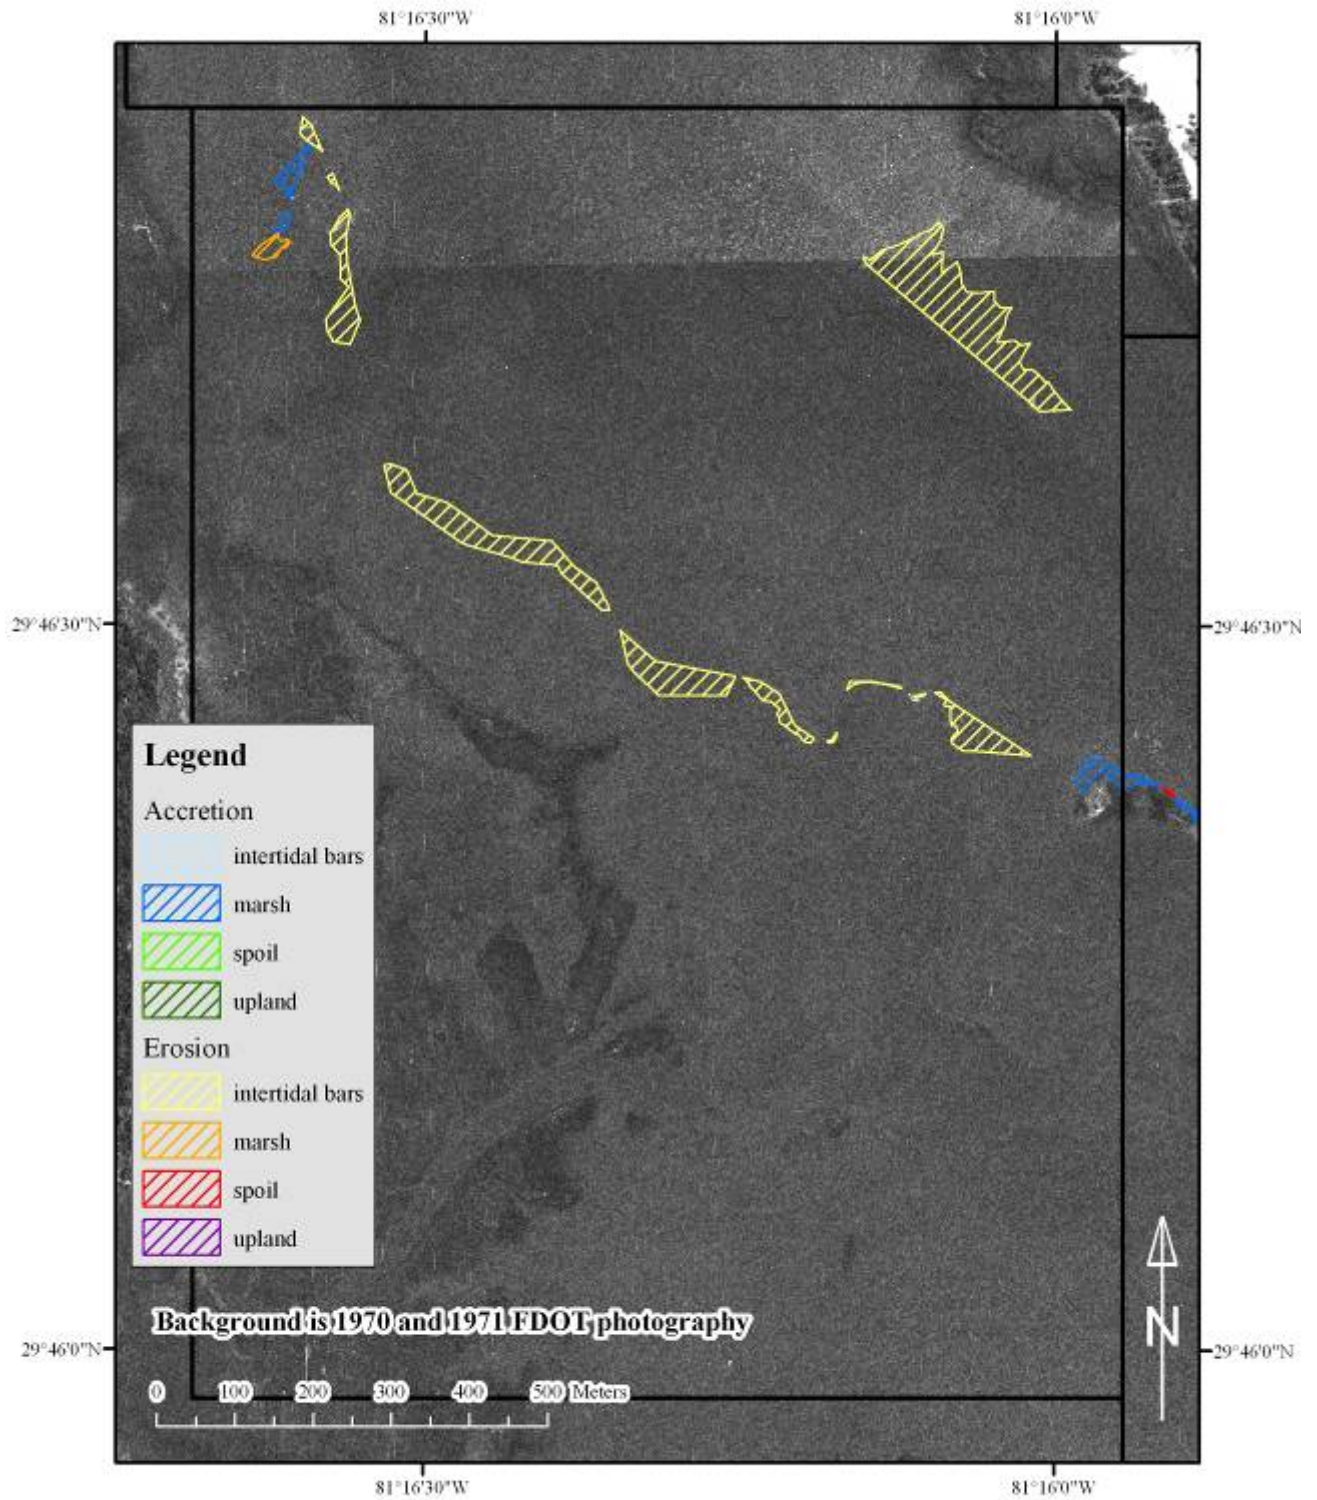 81°16'30"W 81°16'0"W
29°46'30"N 29°46'30"N
Legend
Accretion
intertidal bars
marsh
spoil
upland
Erosion
intertidal bars
marsh
spoil
upland
N
Background is 1970 and 1971 FDOT photography
29°46'0"N 29°46'0"N
0 100 200 300 400 500 Meters
81°16'30"W 81°16'0"W